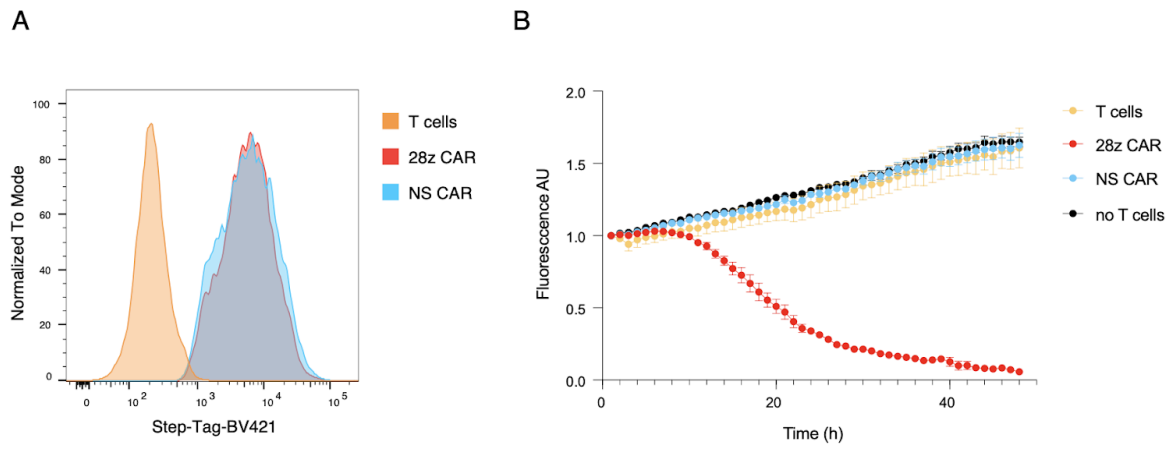 A
B
Normalized To Mode
100
80
60
40
20
0
0
10 2
10 3
10 4
10 5
Step-Tag-BV421
T cells
28z CAR
NS CAR
Fluoresccence AU
2.0
1.5
1.0
0.5
0.0
0
20
40
Time (h)
T cells
28z CAR
NS CAR
no T cells